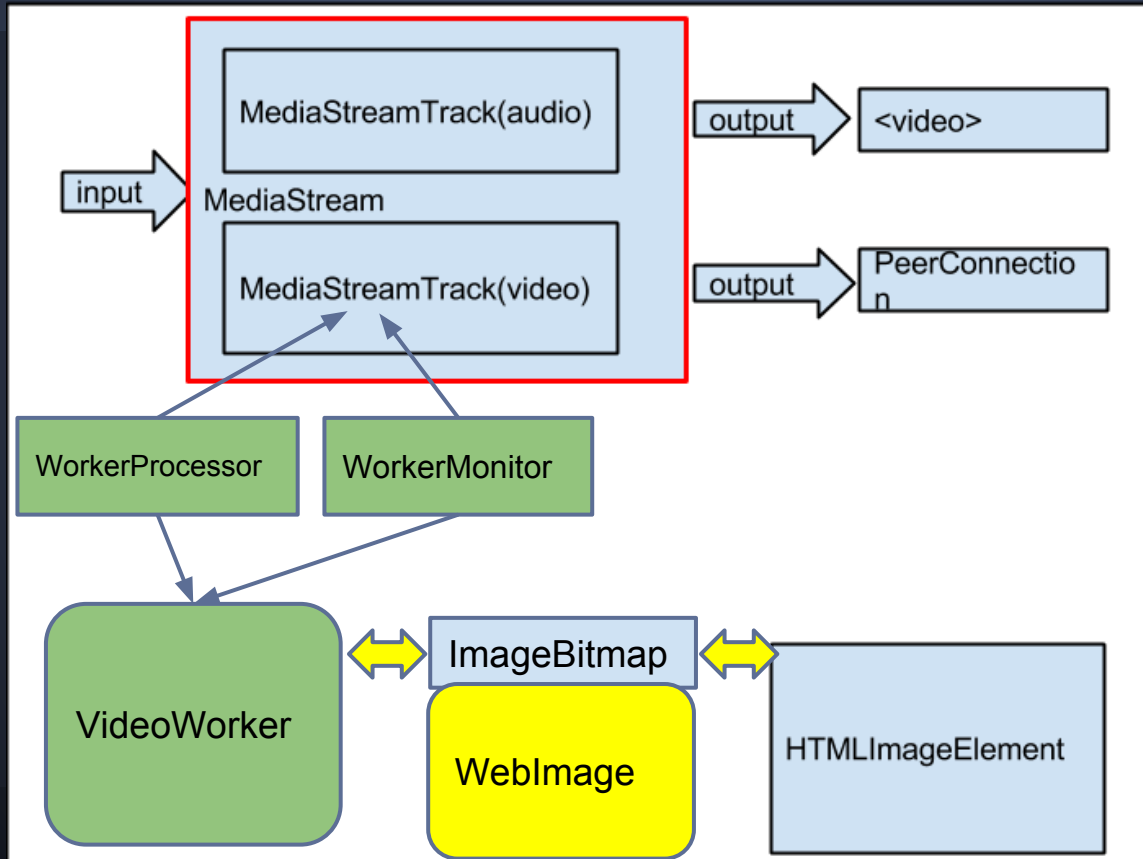 MediaStreamTrack(audio)
output
<video>
input
MediaStream
MediaStreamTrack(video)
output
PeerConnectio
n
WorkerProcessor
WorkerMonitor
VideoWorker
ImageBitmap
WebImage
HTMLImageElement